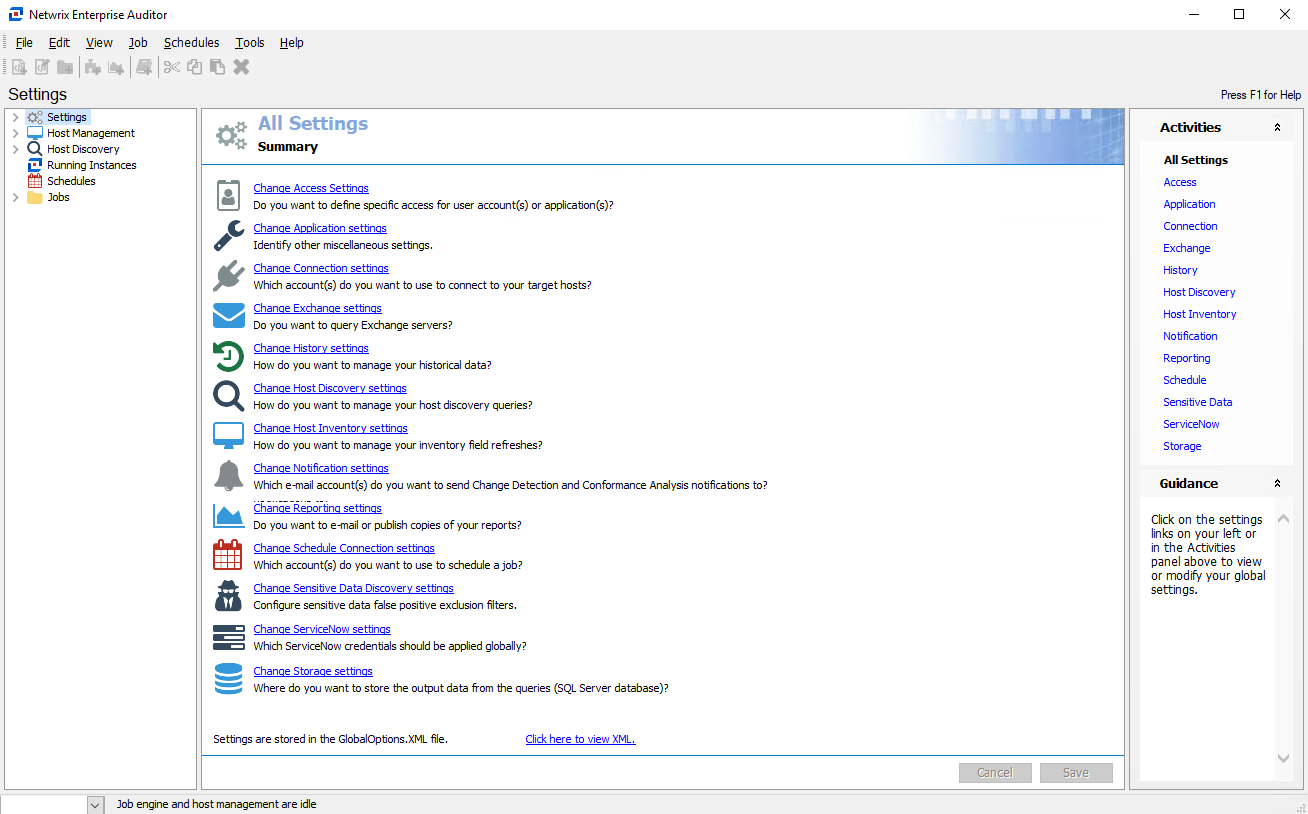 Netwrix Enterprise Auditor
File Edit View Job Schedules Tools Help
Settings
Press F1 for Help
Settings
Host Management
Host Discovery
Running Instances
Schedules
Jobs
All Settings
Summary
Change Access Settings
Do you want to define specific access for user account(s) or application(s)?
Change Application settings
Identify other miscellaneous settings.
Change Connection settings
Which account(s) do you want to use to connect to your target hosts?
Change Exchange settings
Do you want to query Exchange servers?
Change History settings
How do you want to manage your historical data?
Change Host Discovery settings
How do you want to manage your host discovery queries?
Change Host Inventory settings
How do you want to manage your inventory field refreshes?
Change Notification settings
Which e-mail account(s) do you want to send Change Detection and Conformance Analysis notifications to?
Change Reporting settings
Do you want to e-mail or publish copies of your reports?
Change Schedule Connection settings
Which account(s) do you want to use to schedule a job?
Change Sensitive Data Discovery settings
Configure sensitive data false positive exclusion filters.
Change ServiceNow settings
Which ServiceNow credentials should be applied globally?
Change Storage settings
Where do you want to store the output data from the queries (SQL Server database)?
Settings are stored in the GlobalOptions.XML file.
Click here to view XML.
Cancel
Save
Activities
All Settings
Access
Application
Connection
Exchange
History
Host Discovery
Host Inventory
Notification
Reporting
Schedule
Sensitive Data
ServiceNow
Storage
Guidance
Click on the settings
links on your left or
in the Activities
panel above to view
or modify your global
settings.
Job engine and host management are idle